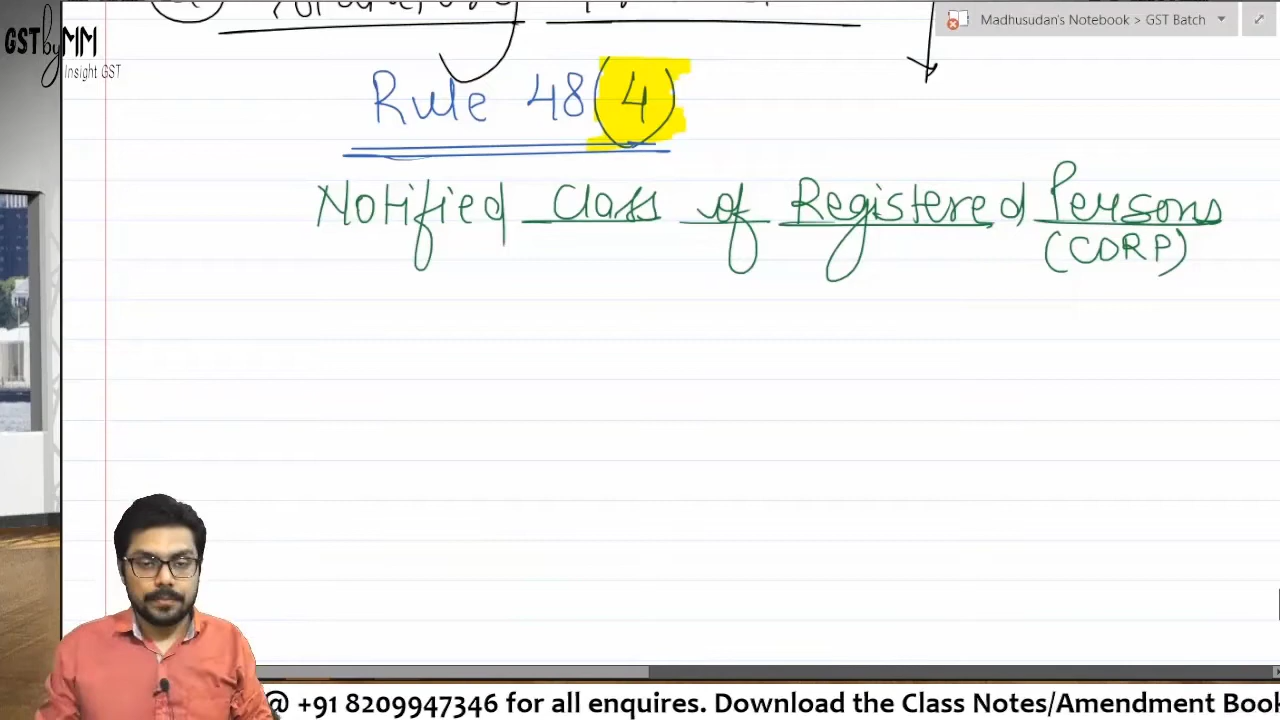 GST by MM
Insight GST
Madhusudan's Notebook > GST Batch
Rule 48(4)
Notified Class of Registered Persons
(CORP)
@ +91 8209947346 for all enquires. Download the Class Notes/Amendment Book